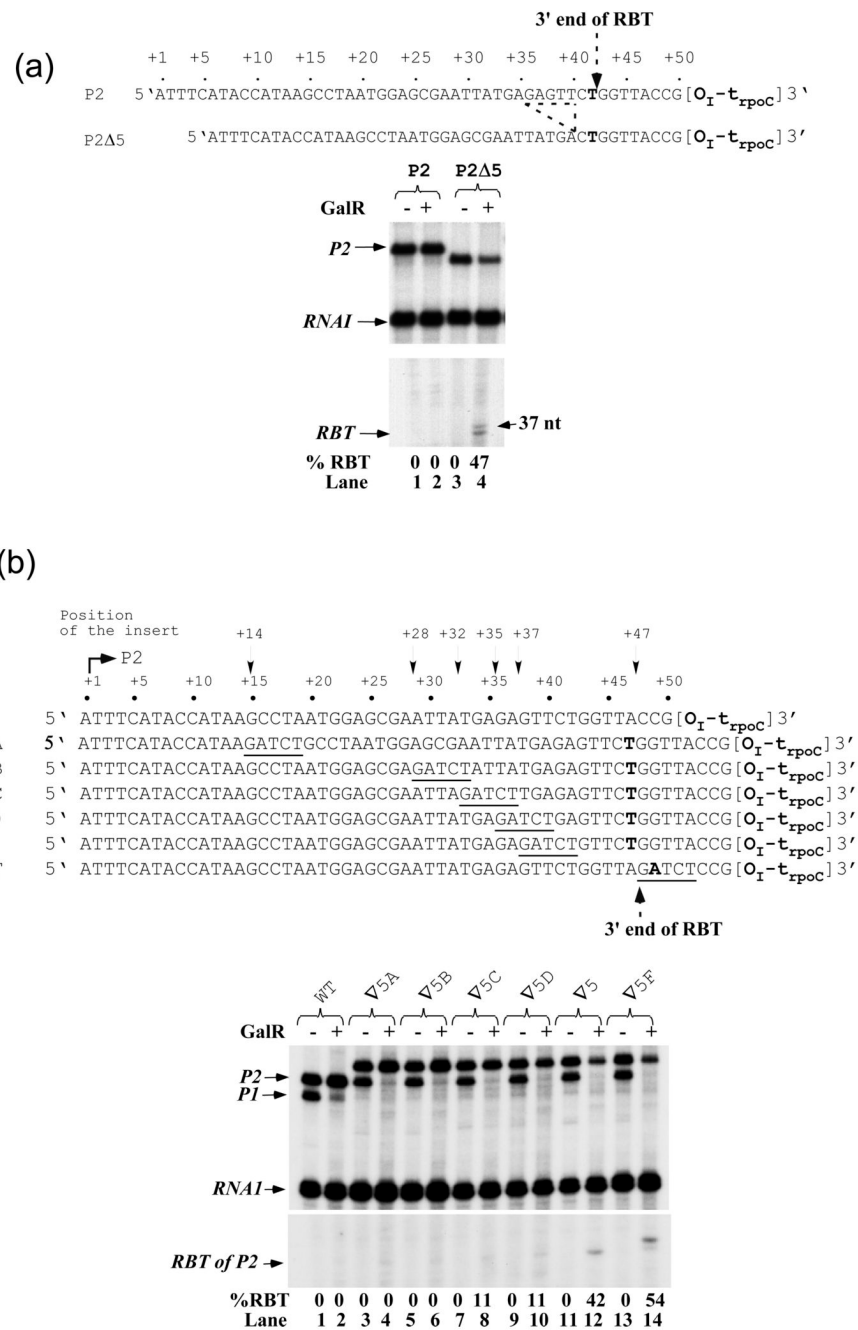 (a)
3' end of RBT
+1 +5 +10 +15 +20 +25 +30 +35 +40 +45 +50
P2 5‘ATTTCATACCATAAGCCTAATGGAGCGAATTATGAGAGTTCTGGTTACCG[OI-trpoC]3‘
P2Δ5 5‘ATTTCATACCATAAGCCTAATGGAGCGAATTATGACTGGTTACCG[OI-trpoC]3’
P2 P2Δ5
GalR - + - +
P2
RNAI
37 nt
RBT
% RBT 0 0 0 47
Lane 1 2 3 4
(b)
Position
of the insert
+14 +28 +32 +35 +37 +47
P2
+1 +5 +10 +15 +20 +25 +30 +35 +40 +45 +50
5‘ ATTTCATACCATAAGCCTAATGGAGCGAATTATGAGAGTTCTGGTTACCG[OI-trpoC]3’
A 5‘ ATTTCATACCATAAGATCTGCCTAATGGAGCGAATTATGAGAGTTCTGGTTACCG[OI-trpoC]3’
B 5‘ ATTTCATACCATAAGCCTAATGGAGCGAGATCTATTATGAGAGTTCTGGTTACCG[OI-trpoC]3’
5‘ ATTTCATACCATAAGCCTAATGGAGCGAATTAGATCTTGAGAGTTCTGGTTACCG[OI-trpoC]3’
5‘ ATTTCATACCATAAGCCTAATGGAGCGAATTATGAGATCTGAGTTCTGGTTACCG[OI-trpoC]3’
5‘ ATTTCATACCATAAGCCTAATGGAGCGAATTATGAGAGATCTGTTCTGGTTACCG[OI-trpoC]3’
5‘ ATTTCATACCATAAGCCTAATGGAGCGAATTATGAGAGTTCTGGTTAGATCTCCG[OI-trpoC]3’
3' end of RBT
WT ∇5A ∇5B ∇5C ∇5D ∇5 ∇5F
GalR - + - + - + - + - + - + - +
P2
P1
RNA1
RBT of P2
%RBT 0 0 0 0 0 0 0 11 0 11 0 42 0 54
Lane 1 2 3 4 5 6 7 8 9 10 11 12 13 14